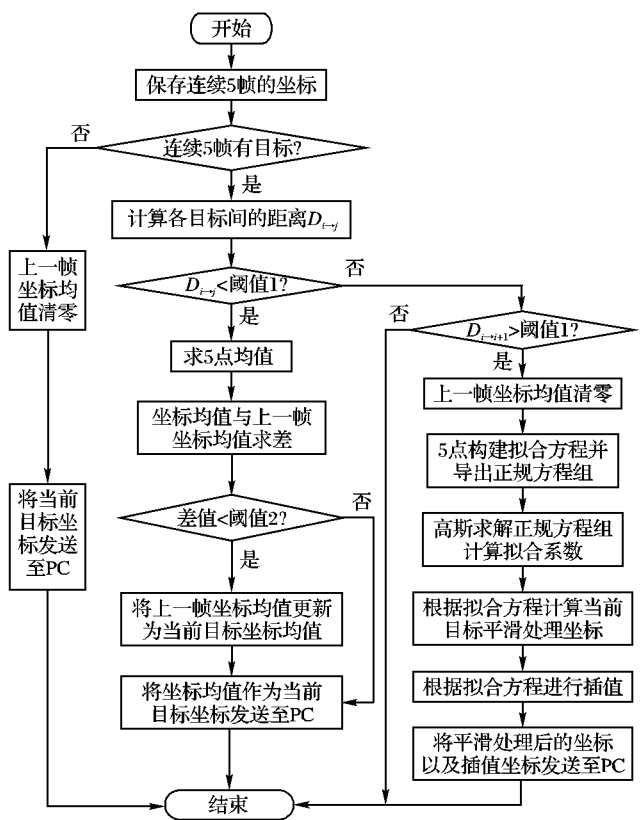 开始
保存连续5帧的坐标
否
连续5帧有目标?
是
计算各目标间的距离D_{i→j}
上一帧
坐标均
值清零
D_{i→j}<阈值1?
否
是
否
D_{i→i+1}>阈值1?
是
求5点均值
上一帧坐标均值清零
坐标均值与上一帧
坐标均值求差
5点构建拟合方程并
导出正规方程组
将当前
目标坐
标发送
至PC
差值<阈值2?
否
是
高斯求解正规方程组
计算拟合系数
将上一帧坐标均值更新
为当前目标坐标均值
根据拟合方程计算当前
目标平滑处理坐标
将坐标均值作为当前
目标坐标发送至PC
根据拟合方程进行插值
将平滑处理后的坐标
以及插值坐标发送至PC
结束